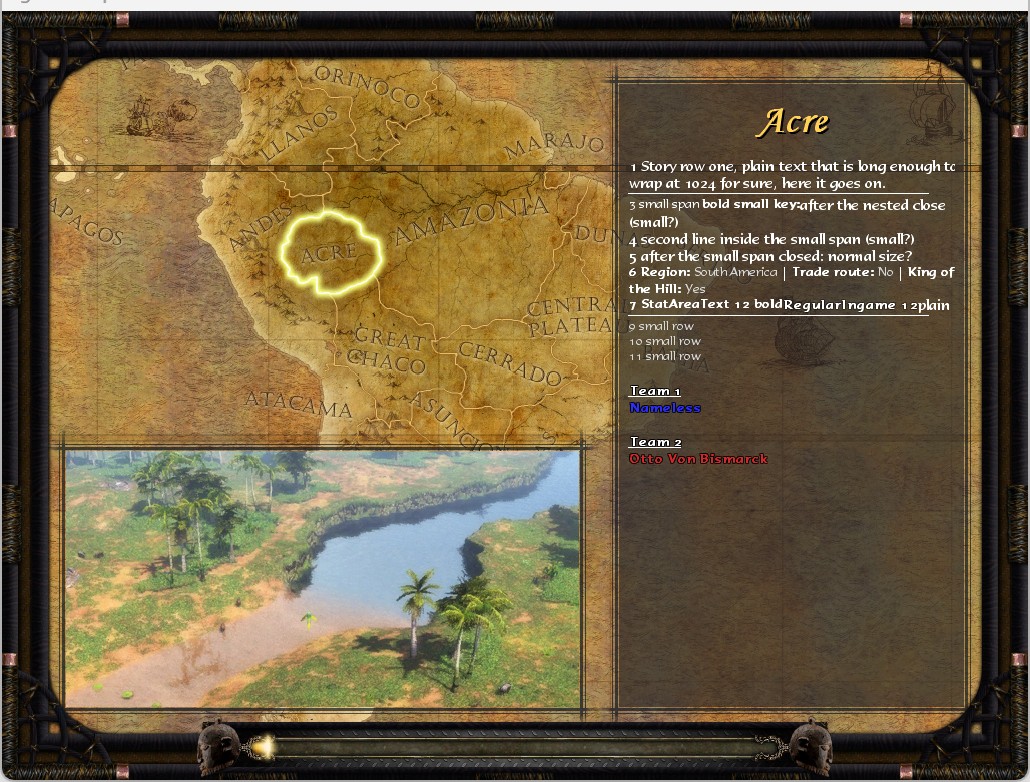 ORINOCO
LLANOS
MARAJO
APAGOS
ANDES
AMAZONIA
ACRE
DUN
CENTRAL
PLATEA
GREAT
CHACO
CERRADO
ATACAMA
ASUNCION
Acre
1 Story row one, plain text that is long enough to
wrap at 1024 for sure, here it goes on.
3 small span bold small key:after the nested close
(small?)
4 second line inside the small span (small?)
5 after the small span closed: normal size?
6 Region: South America | Trade route: No | King of
the Hill: Yes
7 StatAreaText 12 boldRegularIngame 12plain
9 small row
10 small row
11 small row
Team 1
Nameless
Team 2
Otto Von Bismarck